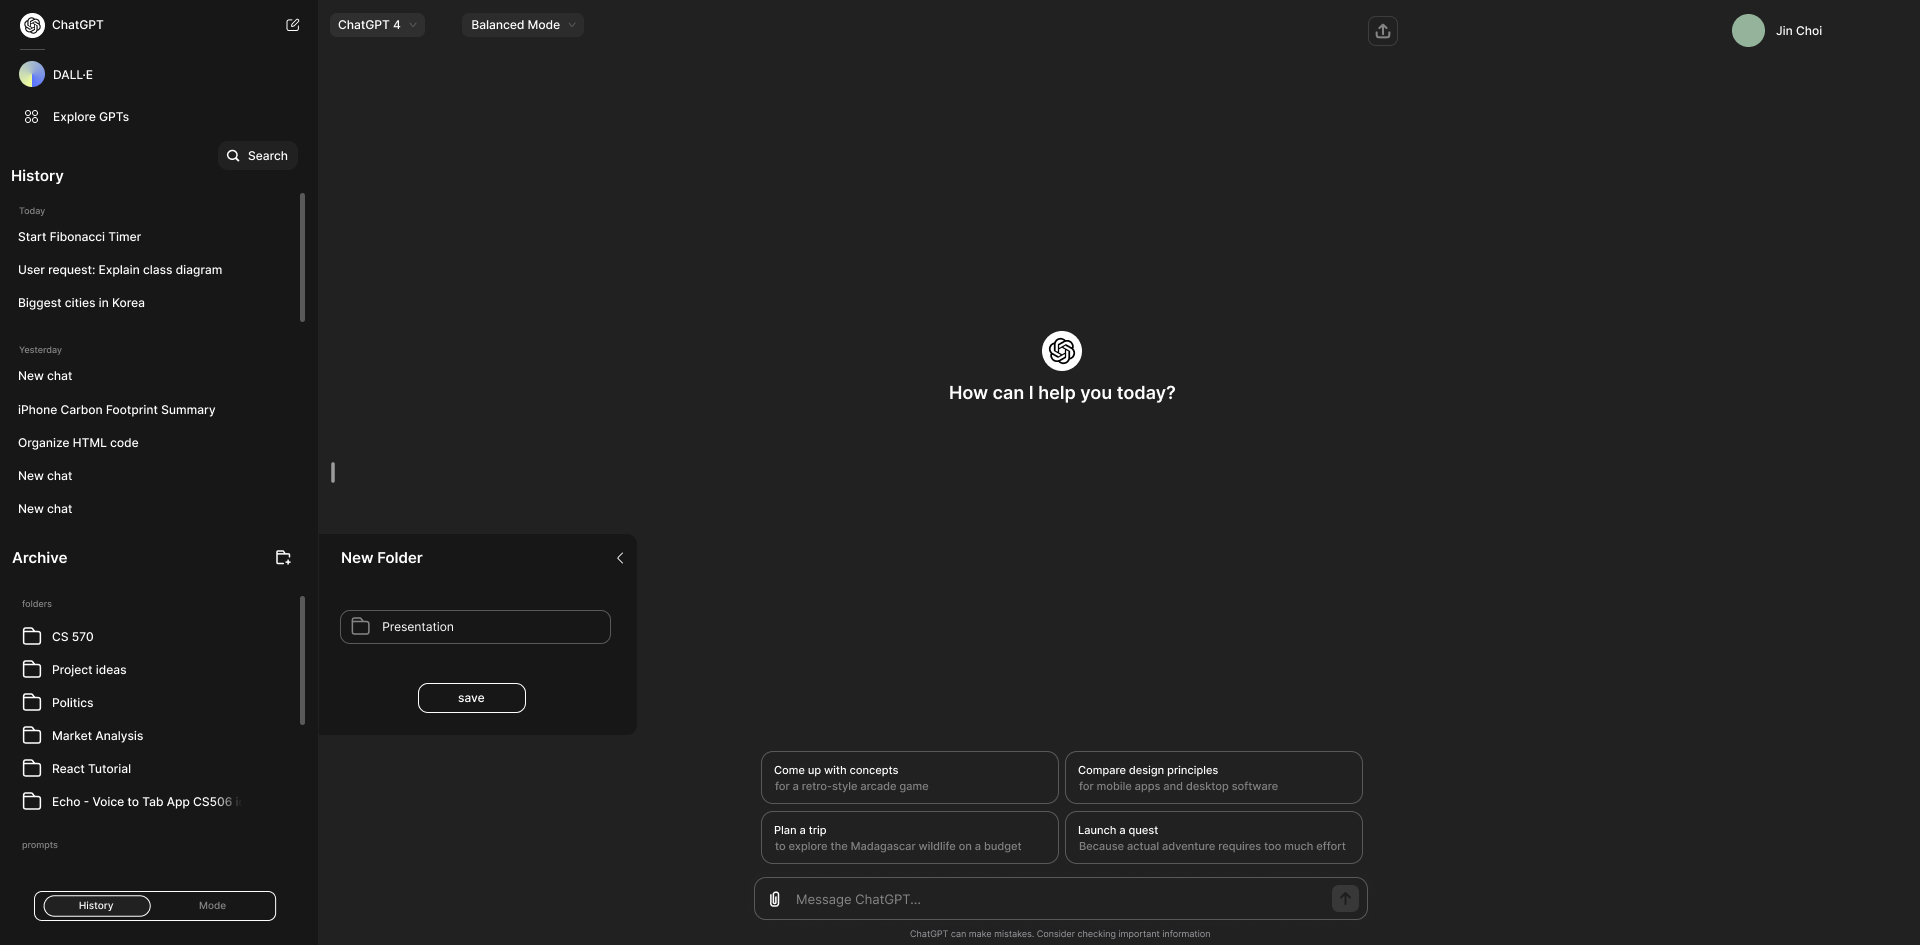 ChatGPT
DALL·E
Explore GPTs
Search
History
Today
Start Fibonacci Timer
User request: Explain class diagram
Biggest cities in Korea
Yesterday
New chat
iPhone Carbon Footprint Summary
Organize HTML code
New chat
New chat
Archive
folders
CS 570
Project ideas
Politics
Market Analysis
React Tutorial
Echo - Voice to Tab App CS506
prompts
History
Mode
ChatGPT 4
Balanced Mode
Jin Choi
How can I help you today?
New Folder
Presentation
save
Come up with concepts
for a retro-style arcade game
Compare design principles
for mobile apps and desktop software
Plan a trip
to explore the Madagascar wildlife on a budget
Launch a quest
Because actual adventure requires too much effort
Message ChatGPT...
ChatGPT can make mistakes. Consider checking important information